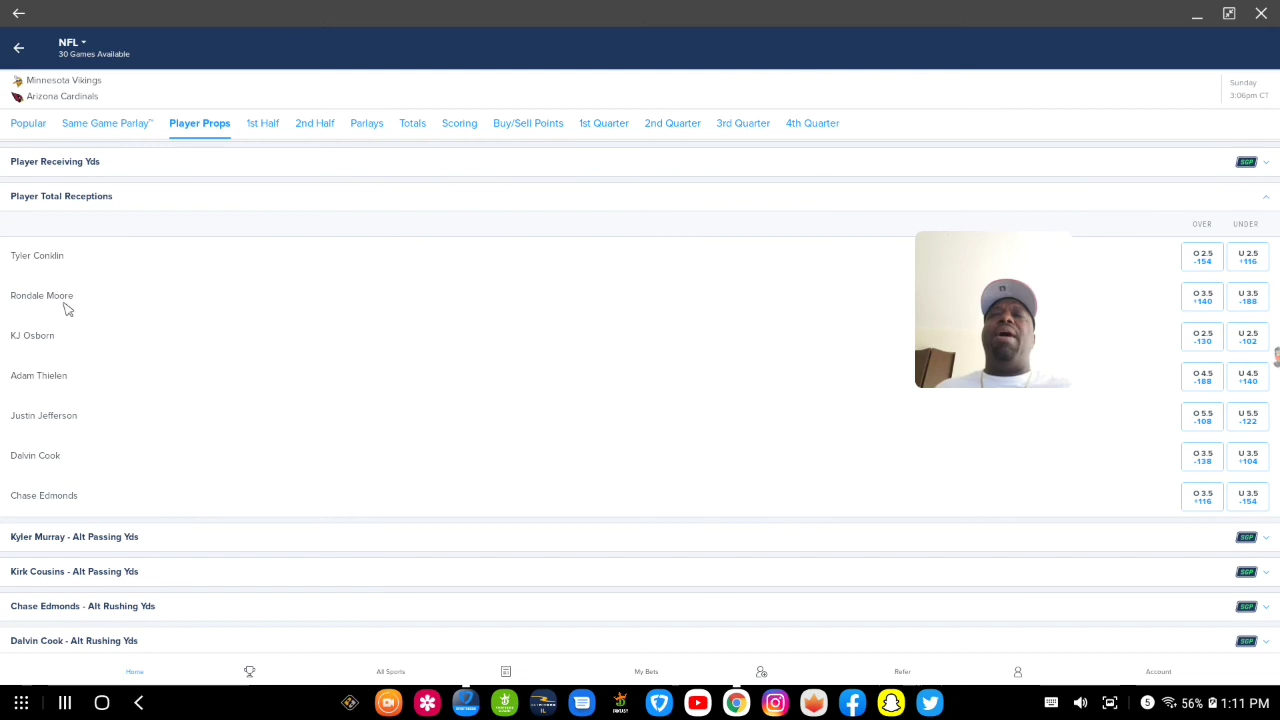 NFL
30 Games Available
Minnesota Vikings
Arizona Cardinals
Sunday
3:06pm CT
Popular Same Game Parlay™ Player Props 1st Half 2nd Half Parlays Totals Scoring Buy/Sell Points 1st Quarter 2nd Quarter 3rd Quarter 4th Quarter
Player Receiving Yds SGP
Player Total Receptions
OVER UNDER
Tyler Conklin O 2.5 -154 U 2.5 +116
Rondale Moore O 3.5 +140 U 3.5 -188
KJ Osborn O 2.5 -130 U 2.5 -102
Adam Thielen O 4.5 -188 U 4.5 +140
Justin Jefferson O 5.5 -108 U 5.5 -122
Dalvin Cook O 3.5 -138 U 3.5 +104
Chase Edmonds O 3.5 +116 U 3.5 -154
Kyler Murray - Alt Passing Yds SGP
Kirk Cousins - Alt Passing Yds SGP
Chase Edmonds - Alt Rushing Yds SGP
Dalvin Cook - Alt Rushing Yds SGP
Home All Sports My Bets Refer Account
5 56% 1:11 PM